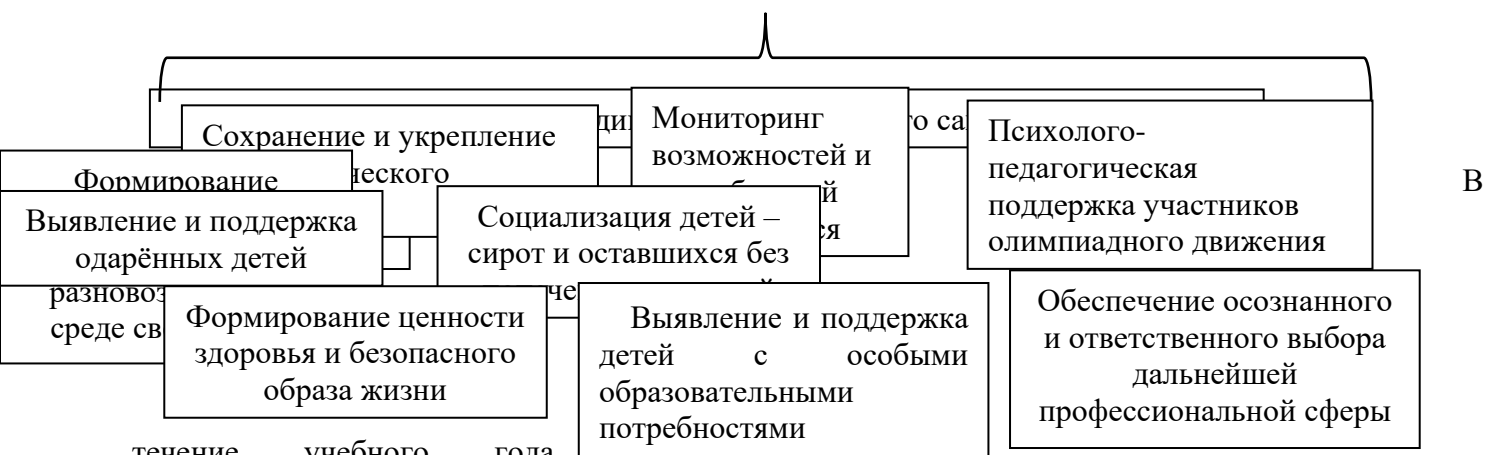 Сохранение и укрепление
Мониторинг
возможностей и
Психолого-
педагогическая
поддержка участников
олимпиадного движения
Формирование
Выявление и поддержка
одарённых детей
среде
Социализация детей –
сирот и оставшихся без
Формирование ценности
здоровья и безопасного
образа жизни
Выявление и поддержка
детей с особыми
образовательными
потребностями
Обеспечение осознанного
и ответственного выбора
дальнейшей
профессиональной сферы
В
течение учебного года